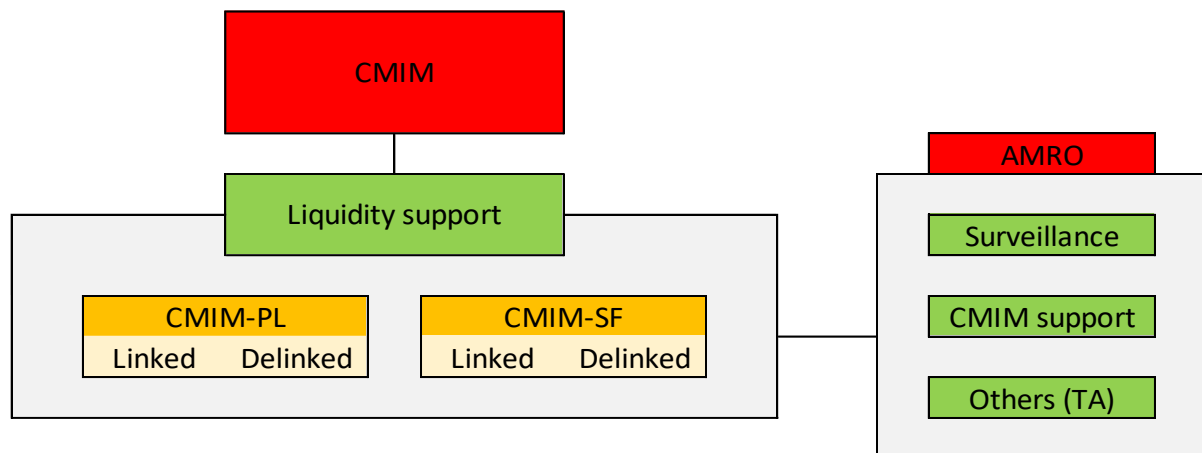 CMIM
Liquidity support
CMIM-PL
Linked Delinked
CMIM-SF
Linked Delinked
AMRO
Surveillance
CMIM support
Others (TA)